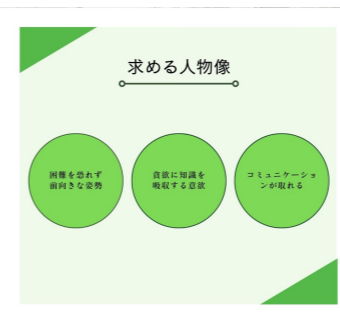 求める人物像
困難を恐れず
前向きな姿勢
貪欲に知識を
吸収する意欲
コミュニケーショ
ンが取れる